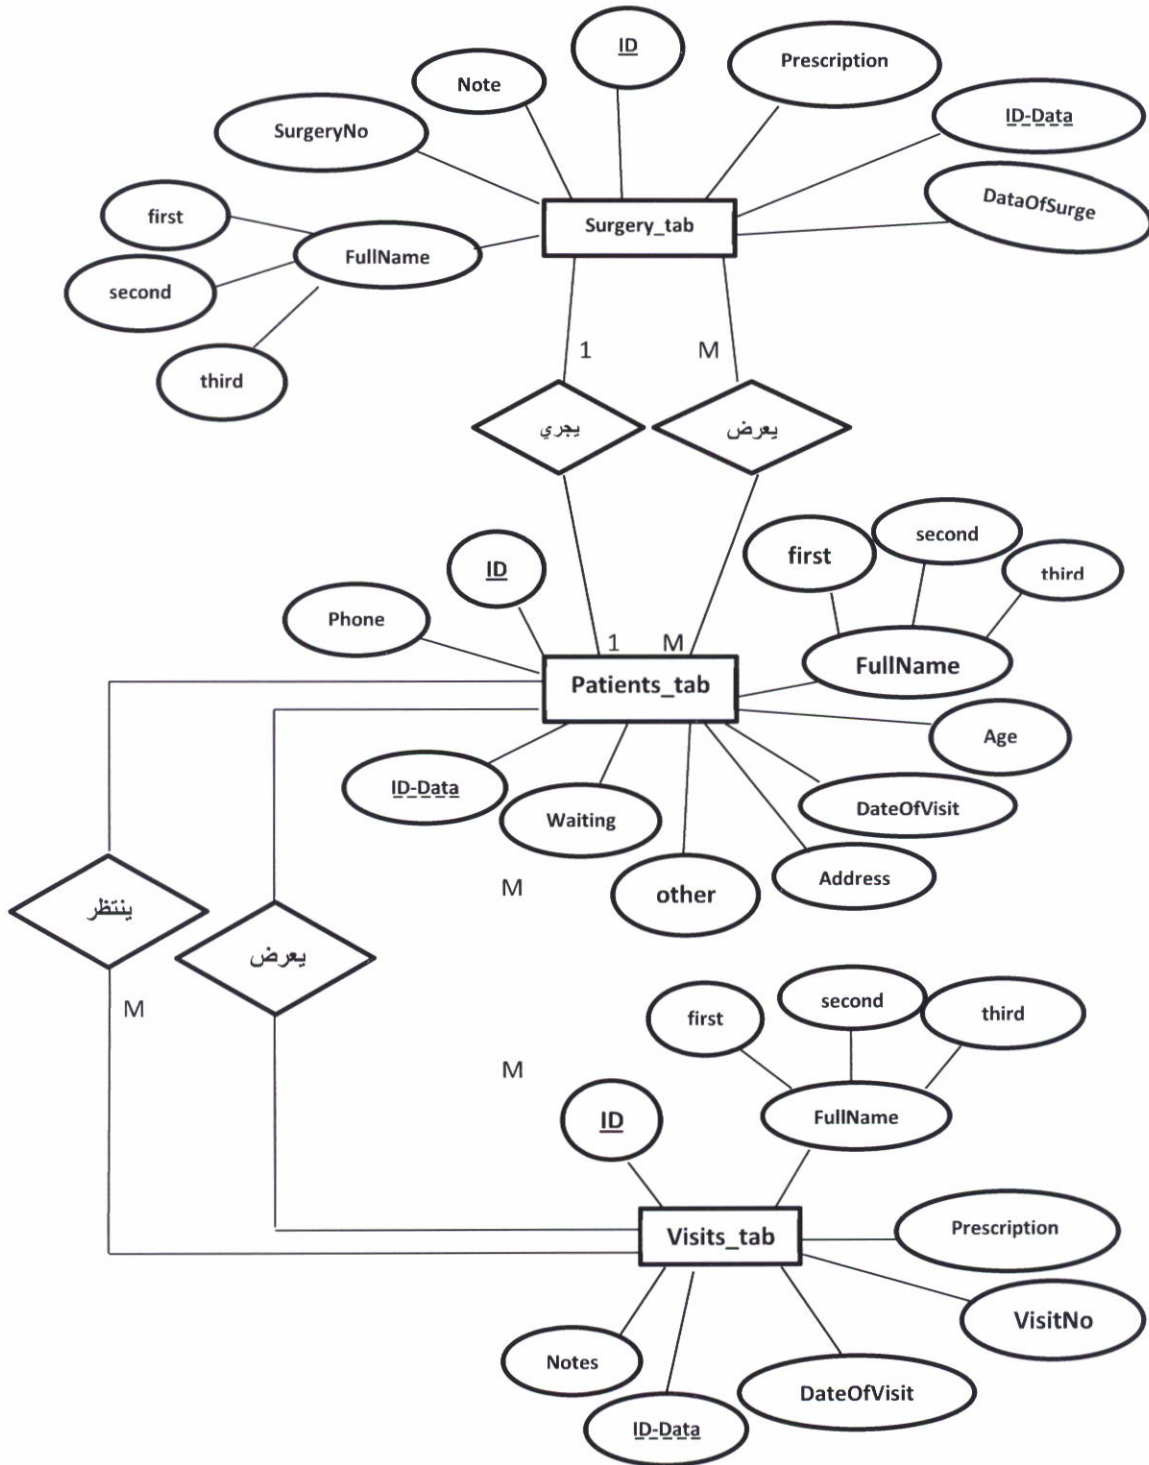 ID
Prescription
Note
ID-Data
SurgeryNo
DataOfSurge
first
Surgery_tab
FullName
second
third
1
M
يجري
يعرض
first
second
third
ID
Phone
1
M
FullName
Patients_tab
Age
ID-Data
Waiting
DateOfVisit
other
Address
M
ينتظر
يعرض
M
first
second
third
M
ID
FullName
Visits_tab
Prescription
VisitNo
Notes
ID-Data
DateOfVisit